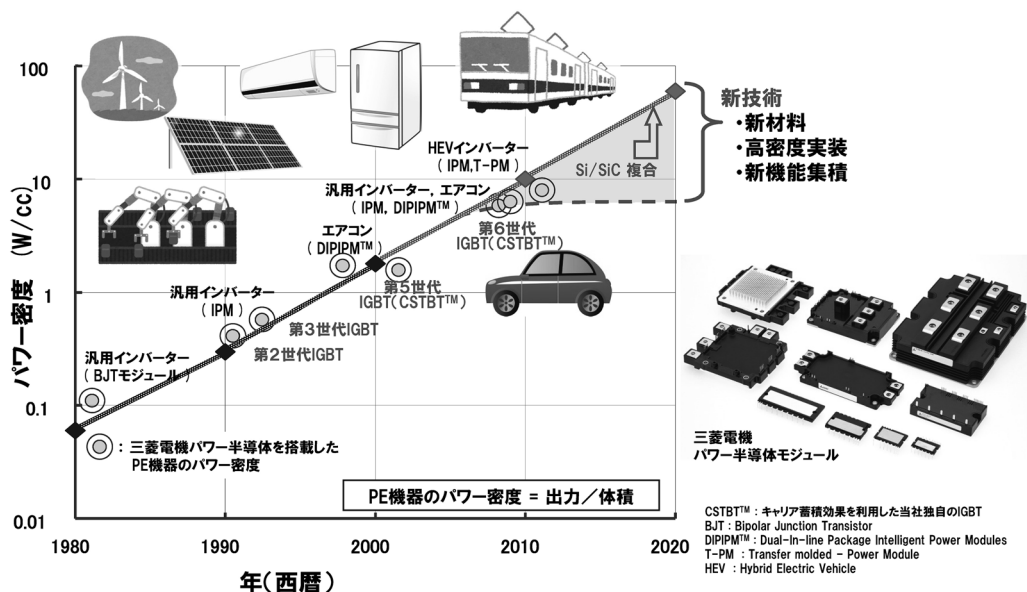 100
10
1
0.1
0.01
パワー密度 (W/cc)
1980
1990
2000
2010
2020
年(西暦)
HEVインバーター
(IPM,T-PM)
汎用インバーター, エアコン
(IPM, DIPIPM™)
エアコン
(DIPIPM™)
汎用インバーター
(IPM)
汎用インバーター
(BJTモジュール)
第2世代IGBT
第3世代IGBT
第5世代
IGBT(CSTBT™)
第6世代
IGBT(CSTBT™)
Si/SiC 複合
新技術
・新材料
・高密度実装
・新機能集積
:三菱電機パワー半導体を搭載した
PE機器のパワー密度
PE機器のパワー密度 = 出力/体積
三菱電機
パワー半導体モジュール
CSTBT™:キャリア蓄積効果を利用した当社独自のIGBT
BJT:Bipolar Junction Transistor
DIPIPM™:Dual-In-line Package Intelligent Power Modules
T-PM:Transfer molded - Power Module
HEV:Hybrid Electric Vehicle